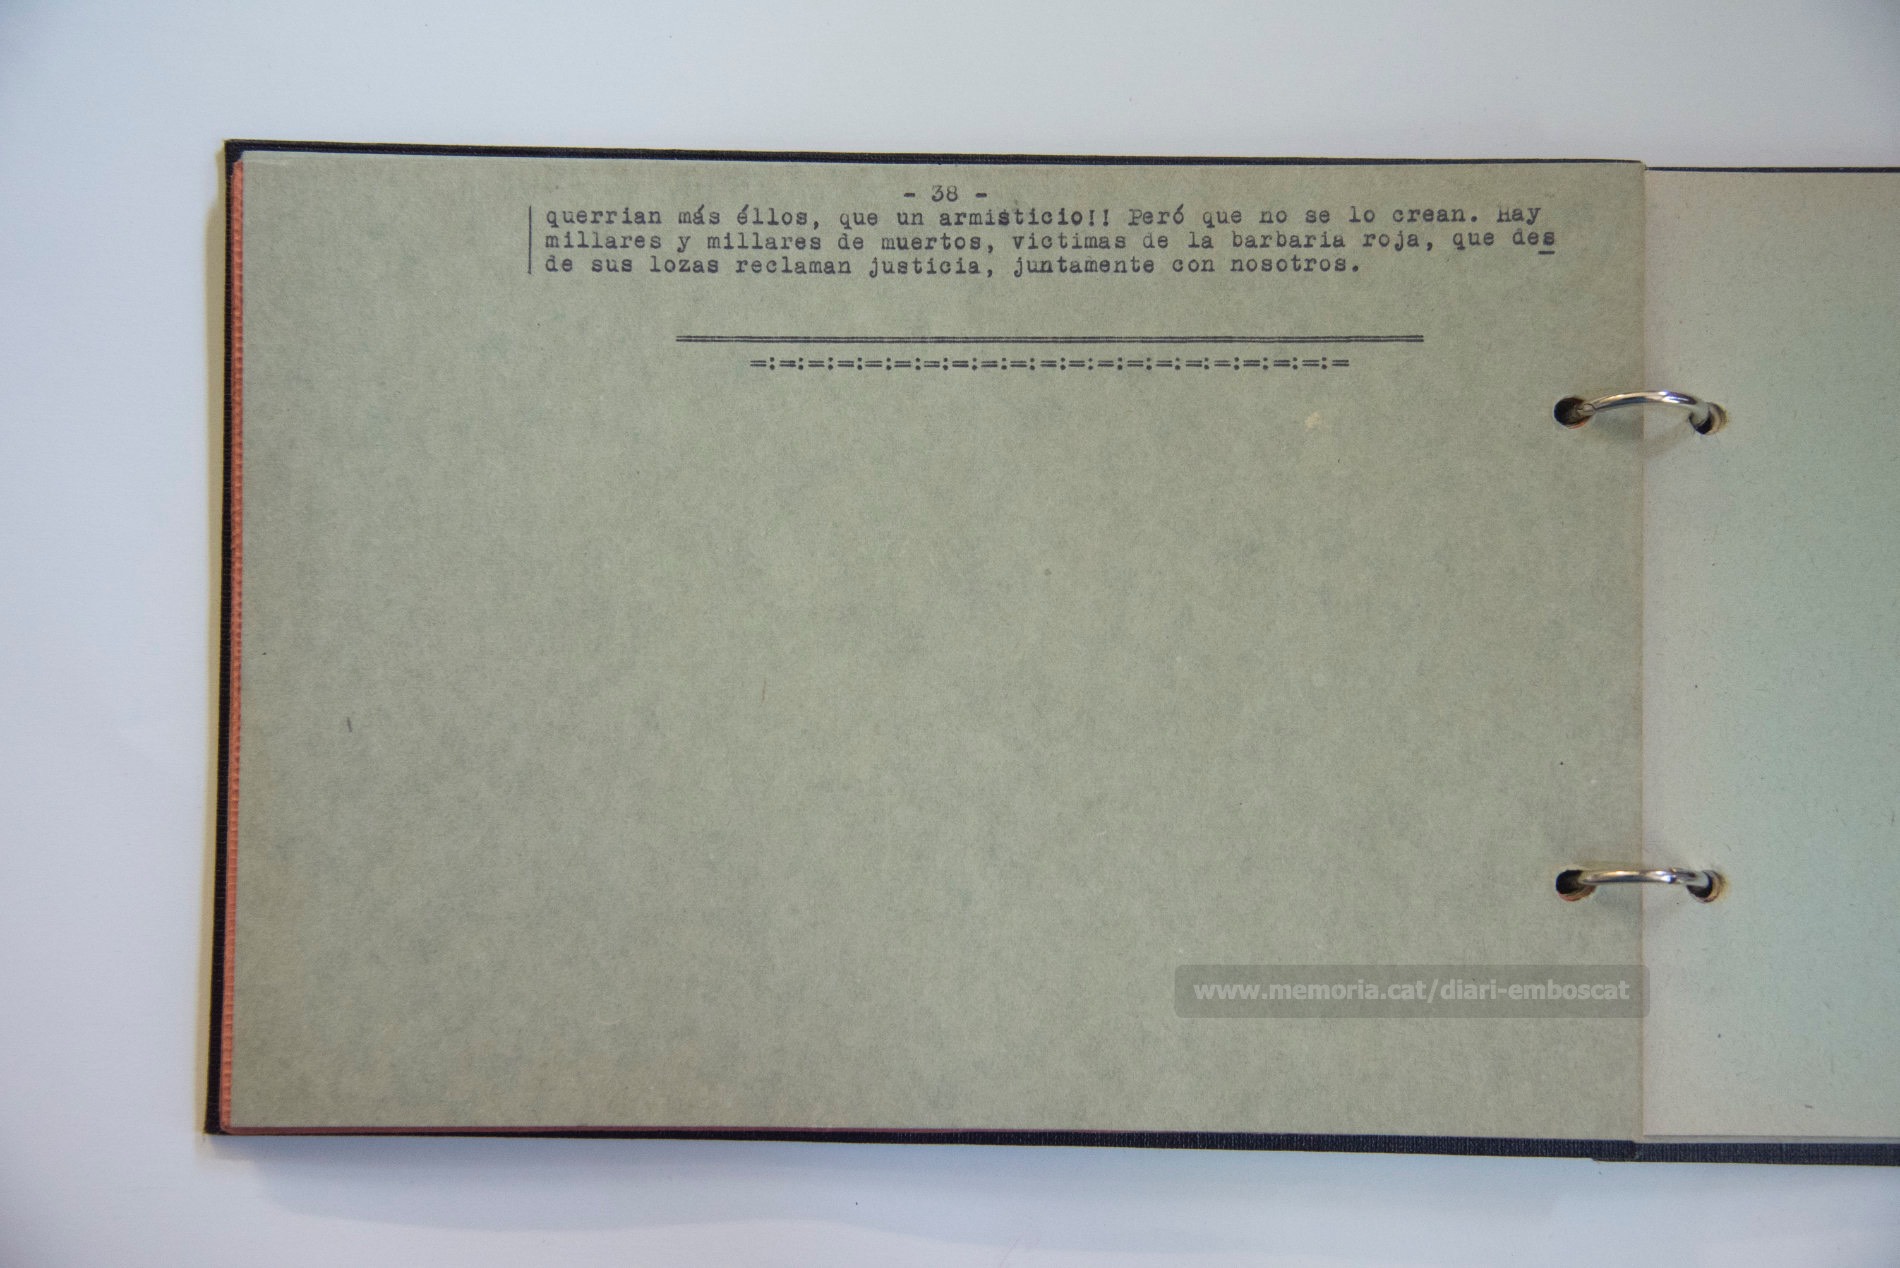 - 38 -
querrian más éllos, que un armisticio!! Peró que no se lo crean. Hay
millares y millares de muertos, victimas de la barbaria roja, que des
de sus lozas reclaman justicia, juntamente con nosotros.
=:=:=:=:=:=:=:=:=:=:=:=:=:=:=:=:=:=:=:=:=
www.memoria.cat/diari-emboscat